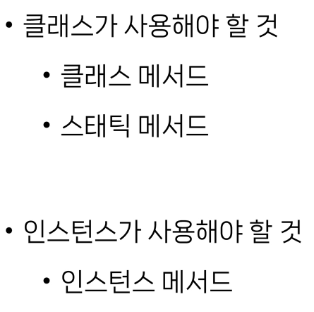 • 클래스가 사용해야 할 것
• 클래스 메서드
• 스태틱 메서드
• 인스턴스가 사용해야 할 것
• 인스턴스 메서드